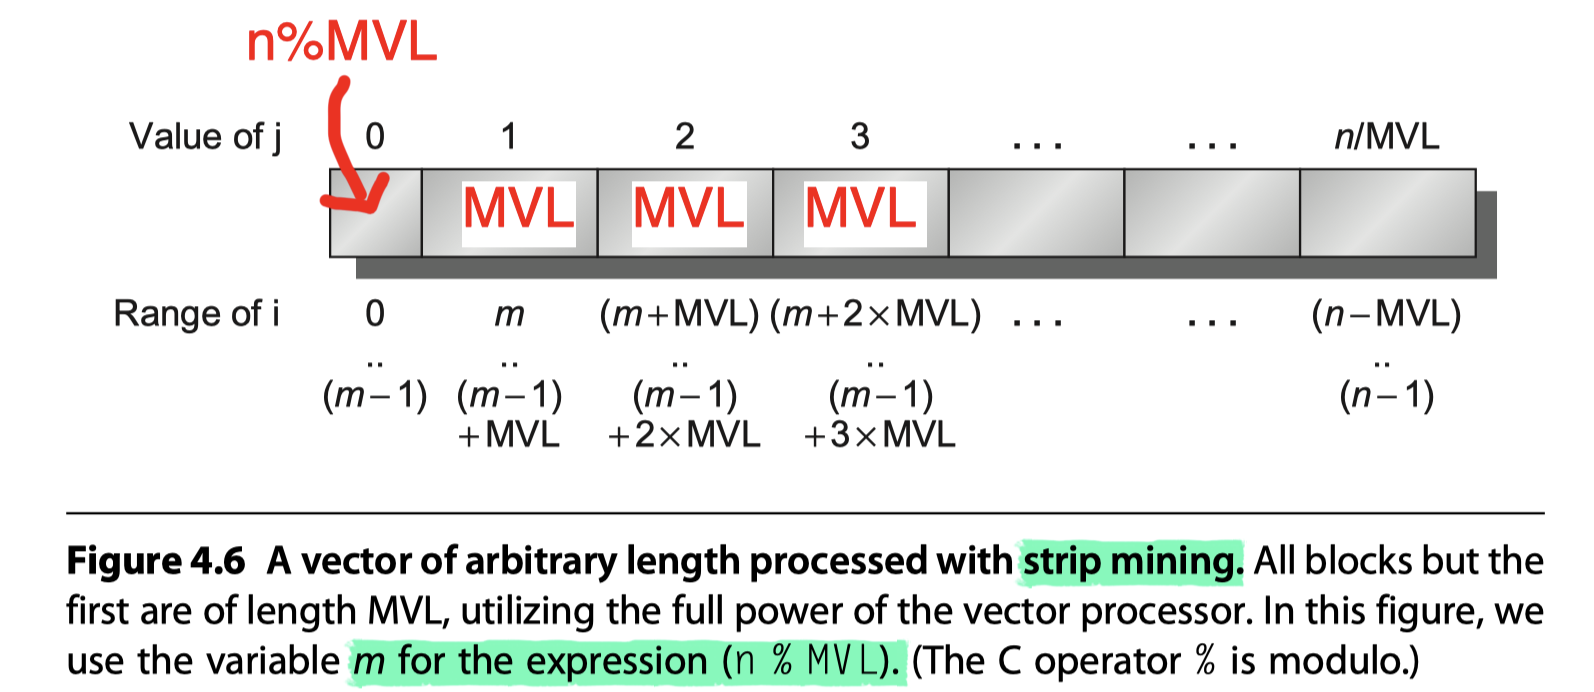 n%MVL
Value of j 0 1 2 3 ... ... n/MVL
MVL MVL MVL
Range of i 0 m (m+MVL) (m+2×MVL) ... ... (n−MVL)
.. .. .. .. ..
(m−1) (m−1) (m−1) (m−1) (n−1)
+MVL +2×MVL +3×MVL
Figure 4.6 A vector of arbitrary length processed with strip mining. All blocks but the
first are of length MVL, utilizing the full power of the vector processor. In this figure, we
use the variable m for the expression (n % MVL). (The C operator % is modulo.)